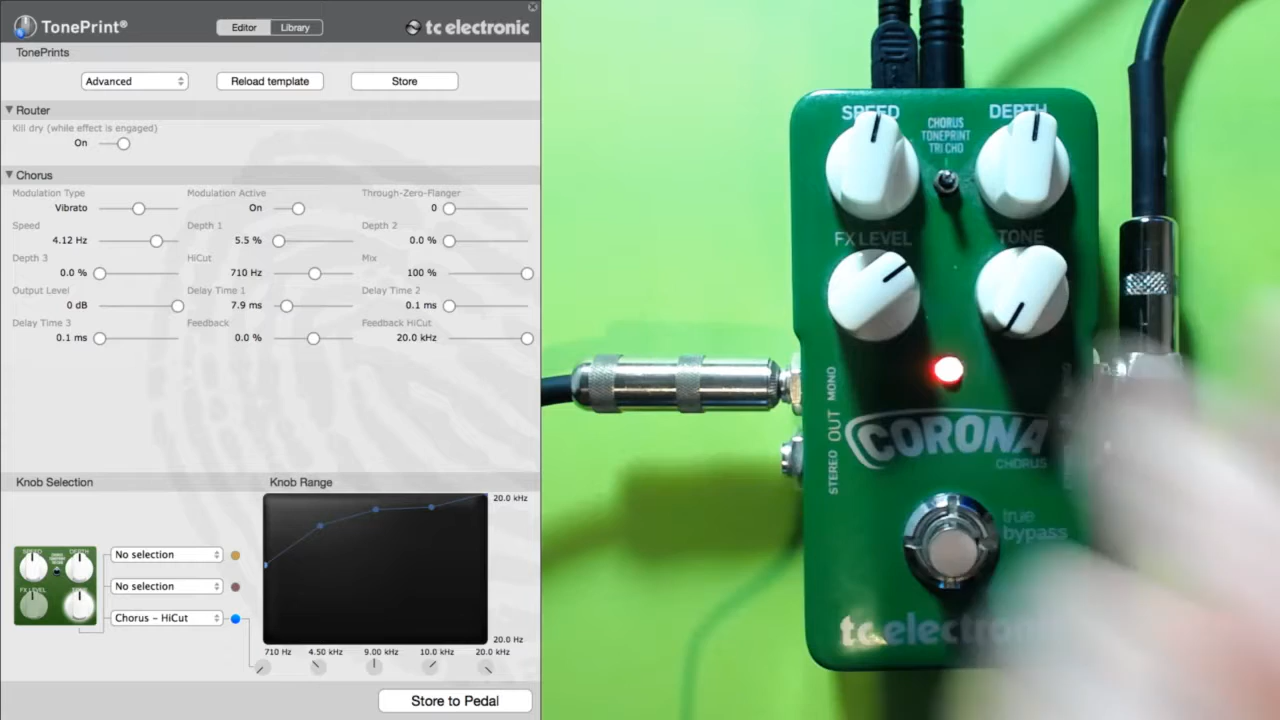 TonePrint®
Editor
Library
tc electronic
TonePrints
Advanced
Reload template
Store
Router
Kill dry (while effect is engaged)
On
Chorus
Modulation Type
Vibrato
Modulation Active
On
Through-Zero-Flanger
0
Speed
4.12 Hz
Depth 1
5.5 %
Depth 2
0.0 %
Depth 3
0.0 %
HiCut
710 Hz
Mix
100 %
Output Level
0 dB
Delay Time 1
7.9 ms
Delay Time 2
0.1 ms
Delay Time 3
0.1 ms
Feedback
0.0 %
Feedback HiCut
20.0 kHz
Knob Selection
No selection
No selection
Chorus – HiCut
Knob Range
20.0 kHz
20.0 Hz
710 Hz
4.50 kHz
9.00 kHz
10.0 kHz
20.0 kHz
Store to Pedal
SPEED
DEPTH
CHORUS
TONEPRINT
TRI CHO
FX LEVEL
TONE
MONO
OUT
STEREO
CORONA
CHORUS
true
bypass
tc electronic